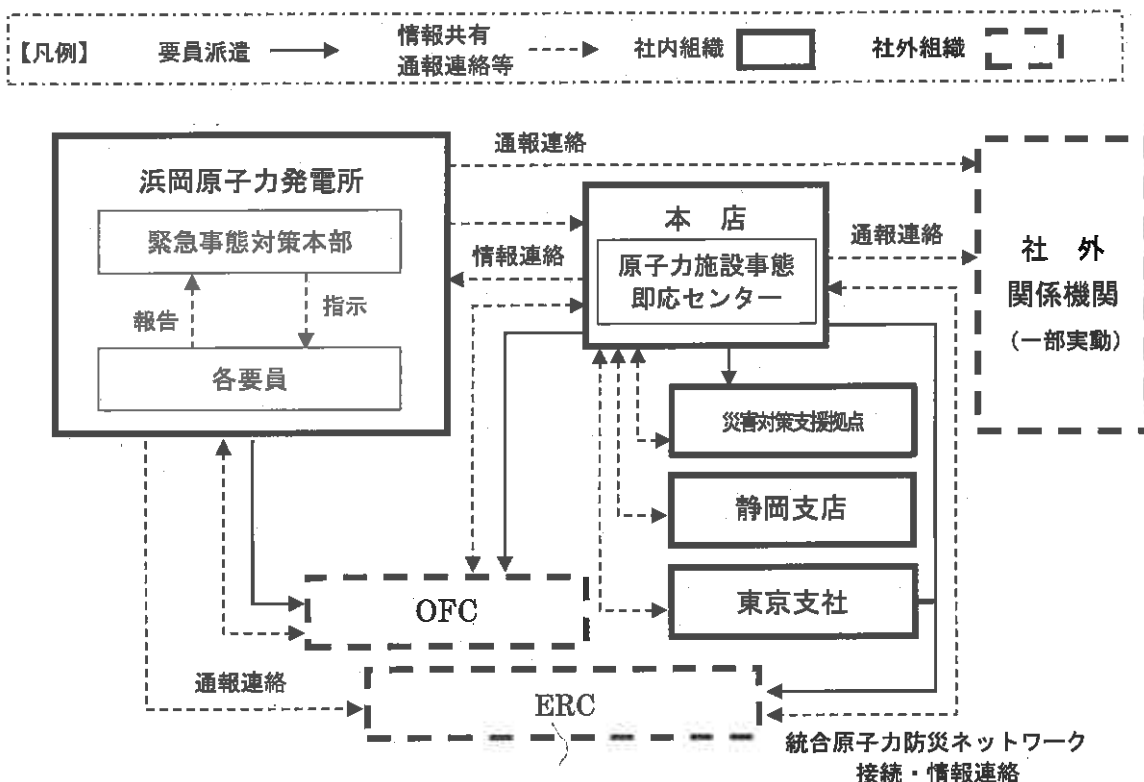 【凡例】
要員派遣
情報共有
通報連絡等
社内組織
社外組織
通報連絡
浜岡原子力発電所
緊急事態対策本部
報告
指示
各要員
情報連絡
本 店
原子力施設事態
即応センター
通報連絡
社 外
関係機関
(一部実動)
災害対策支援拠点
静岡支店
東京支社
OFC
通報連絡
ERC
統合原子力防災ネットワーク
接続・情報連絡